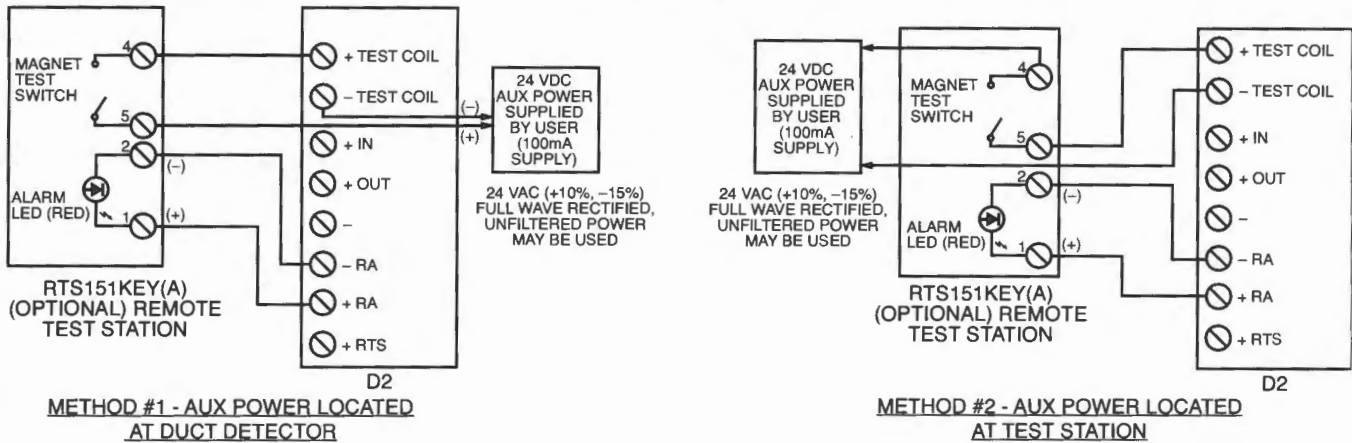 MAGNET
TEST
SWITCH
4
5
2
(–)
ALARM
LED (RED)
1
(+)
RTS151KEY(A)
(OPTIONAL) REMOTE
TEST STATION
+ TEST COIL
– TEST COIL
+ IN
+ OUT
–
– RA
+ RA
+ RTS
D2
(–)
(+)
24 VDC
AUX POWER
SUPPLIED
BY USER
(100mA
SUPPLY)
24 VAC (+10%, –15%)
FULL WAVE RECTIFIED,
UNFILTERED POWER
MAY BE USED
METHOD #1 - AUX POWER LOCATED
AT DUCT DETECTOR
24 VDC
AUX POWER
SUPPLIED
BY USER
(100mA
SUPPLY)
24 VAC (+10%, –15%)
FULL WAVE RECTIFIED,
UNFILTERED POWER
MAY BE USED
4
MAGNET
TEST
SWITCH
5
2
(–)
ALARM
LED (RED)
1
(+)
RTS151KEY(A)
(OPTIONAL) REMOTE
TEST STATION
+ TEST COIL
– TEST COIL
+ IN
+ OUT
–
– RA
+ RA
+ RTS
D2
METHOD #2 - AUX POWER LOCATED
AT TEST STATION